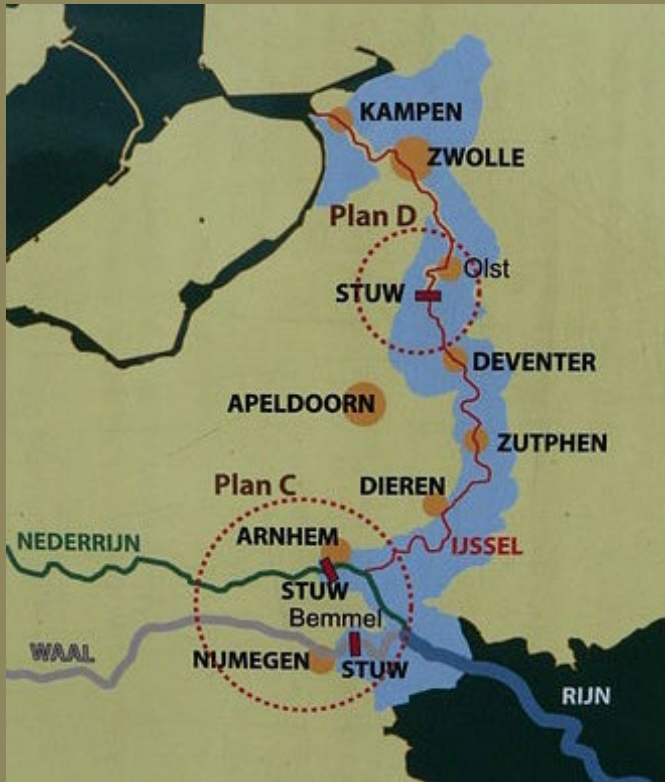 KAMPEN
ZWOLLE
Plan D
Olst
STUW
DEVENTER
APELDOORN
ZUTPHEN
Plan C
DIEREN
ARNHEM
NEDERRIJN
IJSSEL
STUW
Bemmel
WAAL
NIJMEGEN
STUW
RIJN